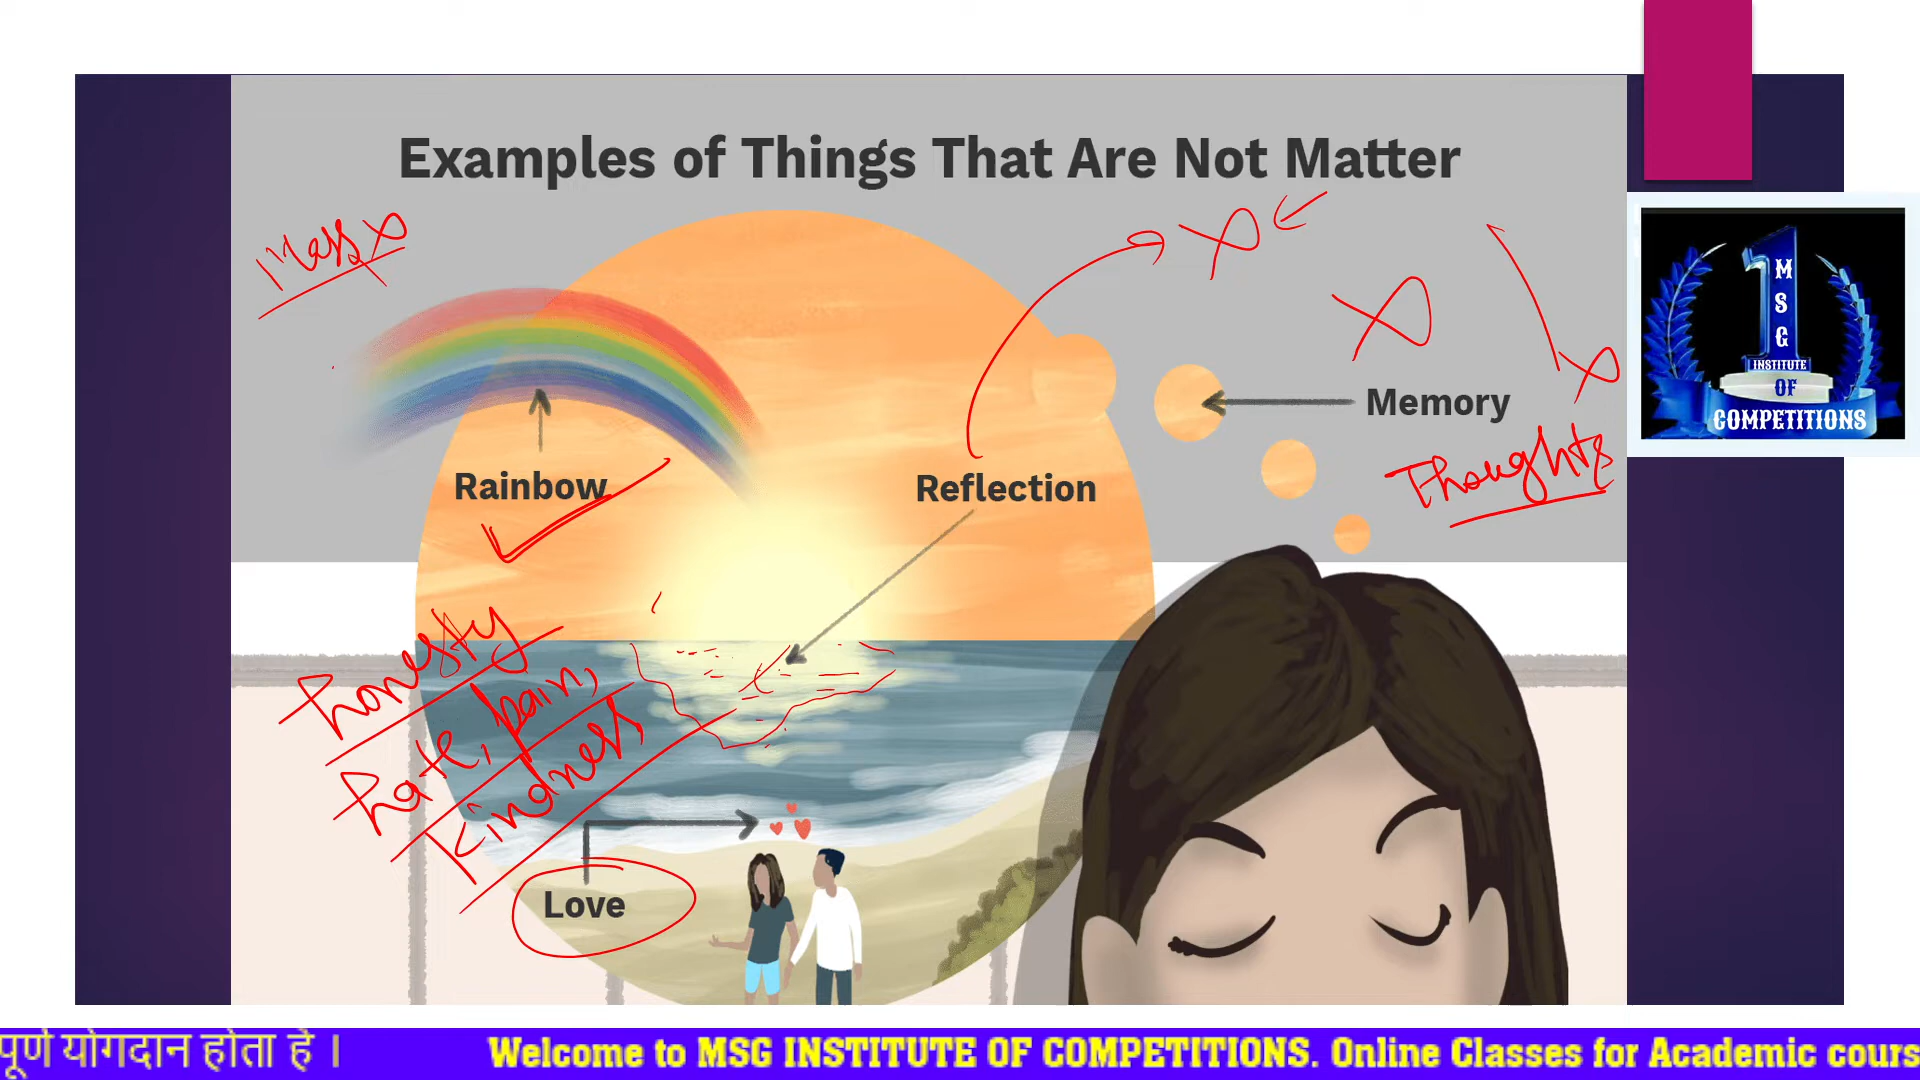 Examples of Things That Are Not Matter
Mass X
Rainbow
Reflection
Memory
Thoughts
honesty
hate, pain,
kindness,
Love
1
M
S
G
INSTITUTE
OF
COMPETITIONS
पूर्ण योगदान होता है ।
Welcome to MSG INSTITUTE OF COMPETITIONS. Online Classes for Academic cours